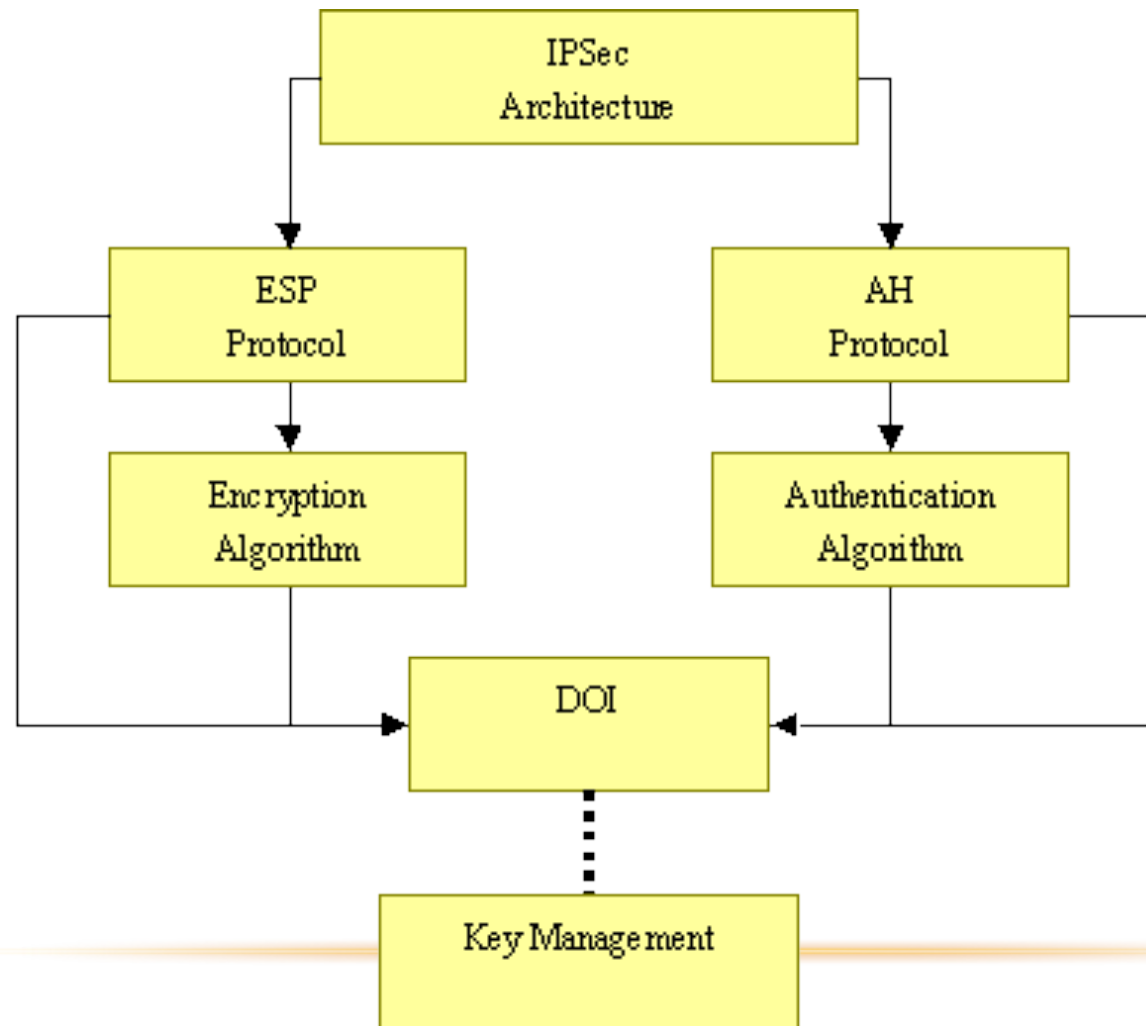 IPSec
Architecture
ESP
Protocol
AH
Protocol
Encryption
Algorithm
Authentication
Algorithm
DOI
Key Management